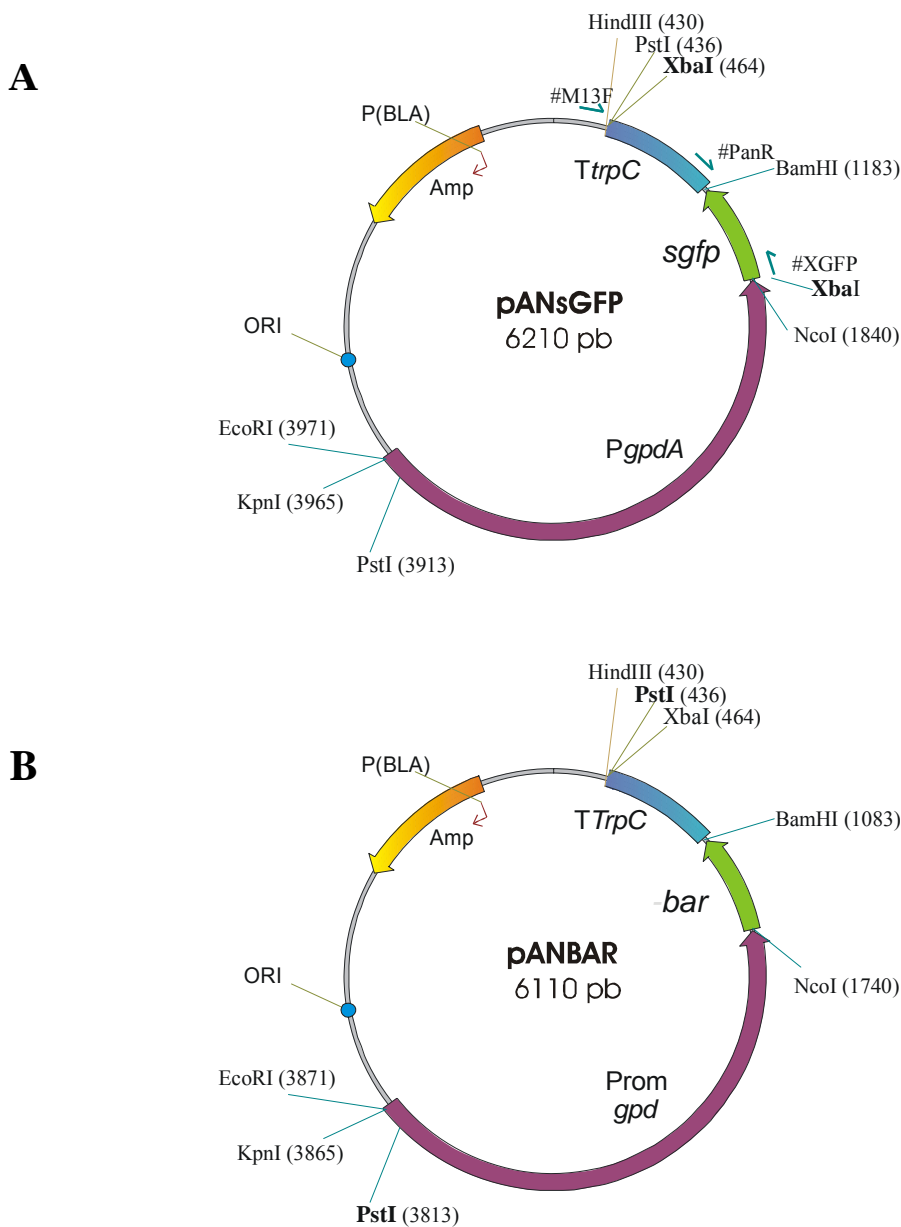 A
HindIII (430)
PstI (436)
XbaI (464)
#M13F
P(BLA)
#PanR
TtrpC
BamHI (1183)
Amp
sgfp
#XGFP
XbaI
pANsGFP
6210 pb
NcoI (1840)
ORI
EcoRI (3971)
PgpdA
KpnI (3965)
PstI (3913)
B
HindIII (430)
PstI (436)
XbaI (464)
P(BLA)
TTrpC
BamHI (1083)
Amp
-bar
pANBAR
6110 pb
NcoI (1740)
ORI
EcoRI (3871)
Prom
gpd
KpnI (3865)
PstI (3813)